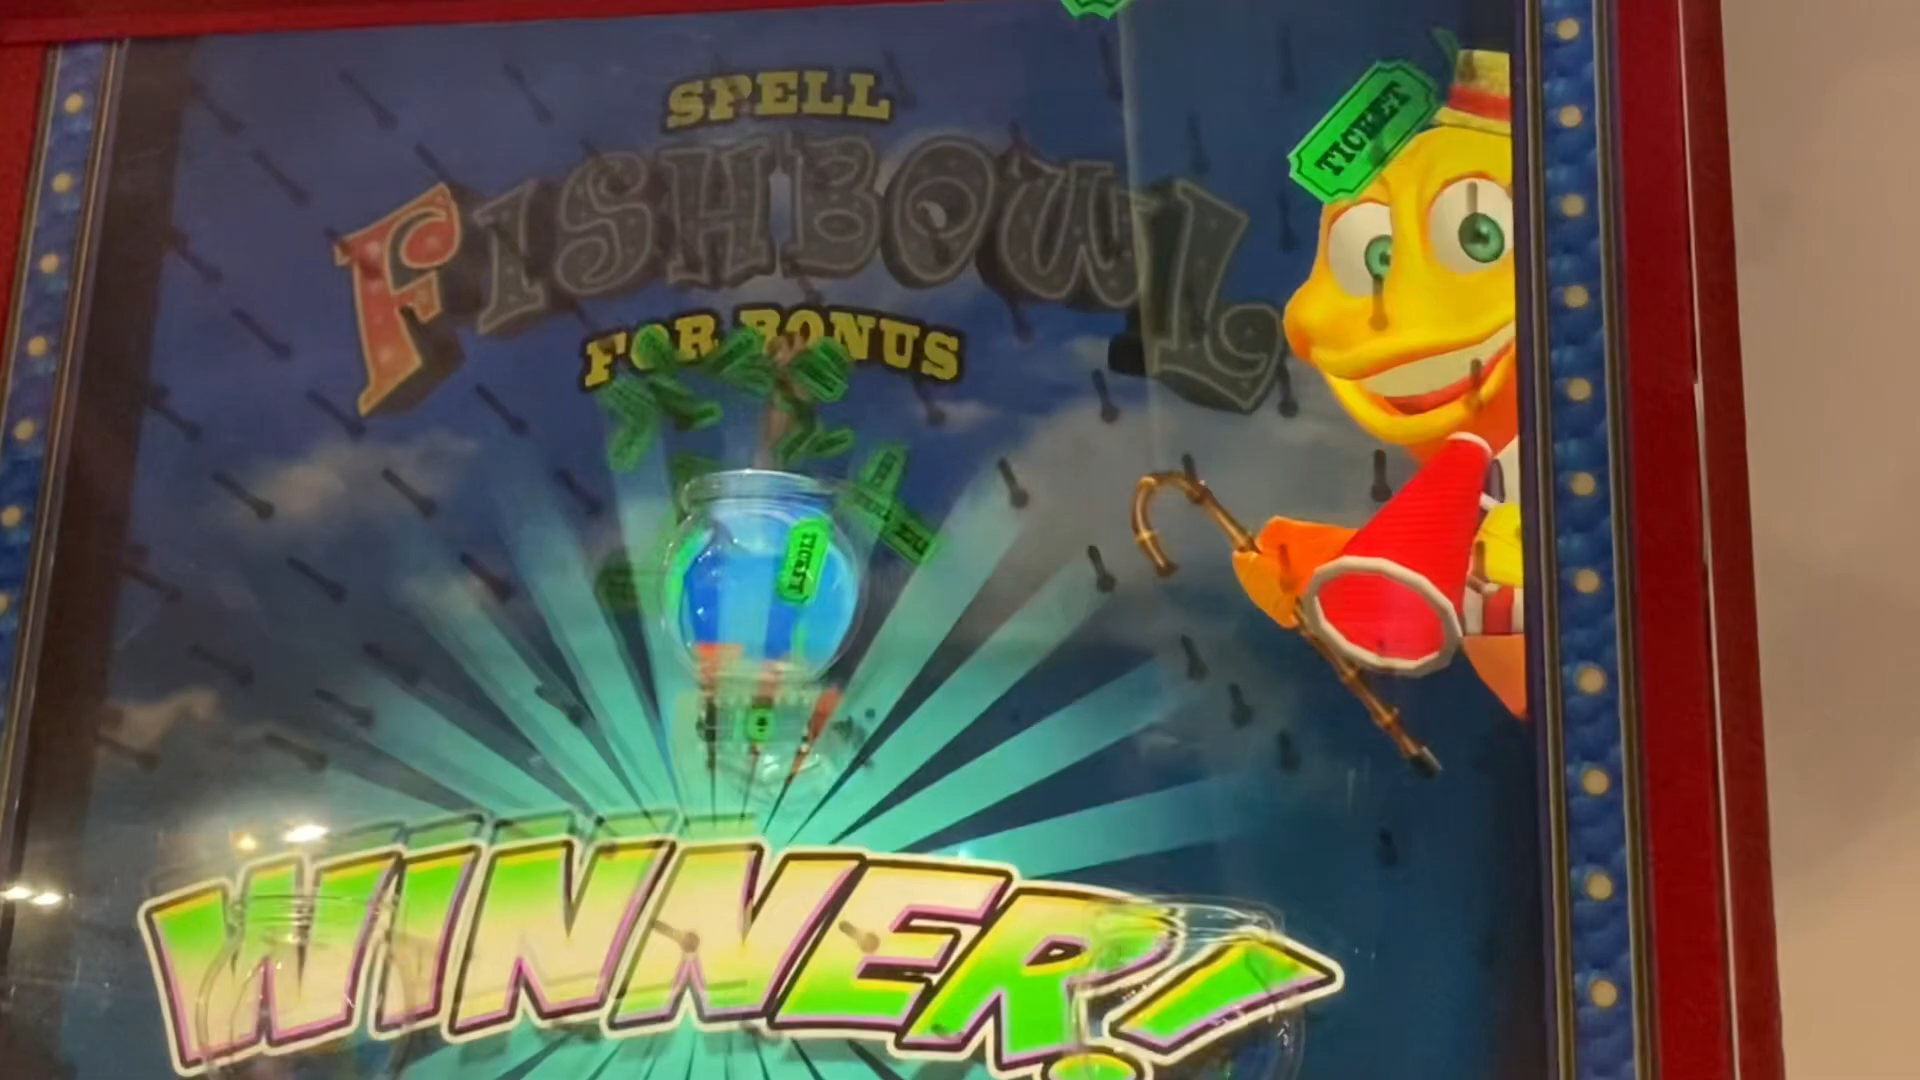 SPELL
FISHBOWL
TICKET
FOR BONUS
TICKET
WINNER!